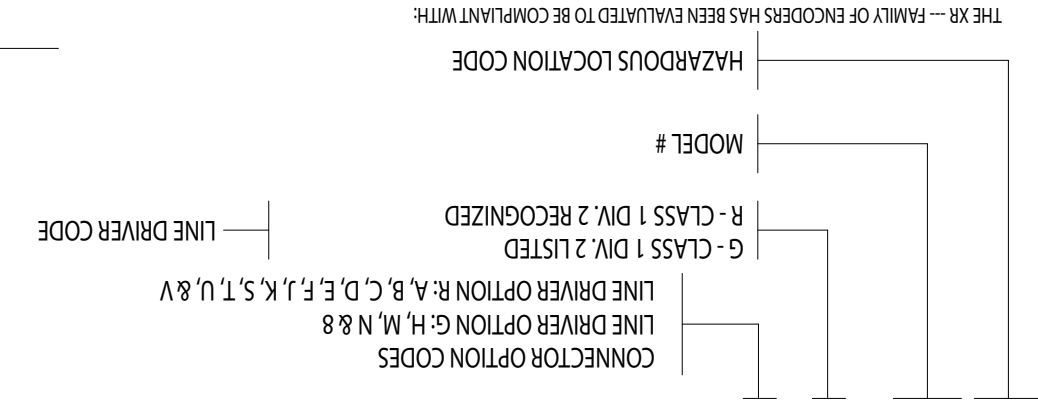 CONNECTOR OPTION CODES
LINE DRIVER OPTION G: H, M, N & 8
LINE DRIVER OPTION R: A, B, C, D, E, F, J, K, S, T, U, & V
G - CLASS 1 DIV. 2 LISTED
R - CLASS 1 DIV. 2 RECOGNIZED
LINE DRIVER CODE
MODEL #
HAZARDOUS LOCATION CODE
THE XR --- FAMILY OF ENCODERS HAS BEEN EVALUATED TO BE COMPLIANT WITH: